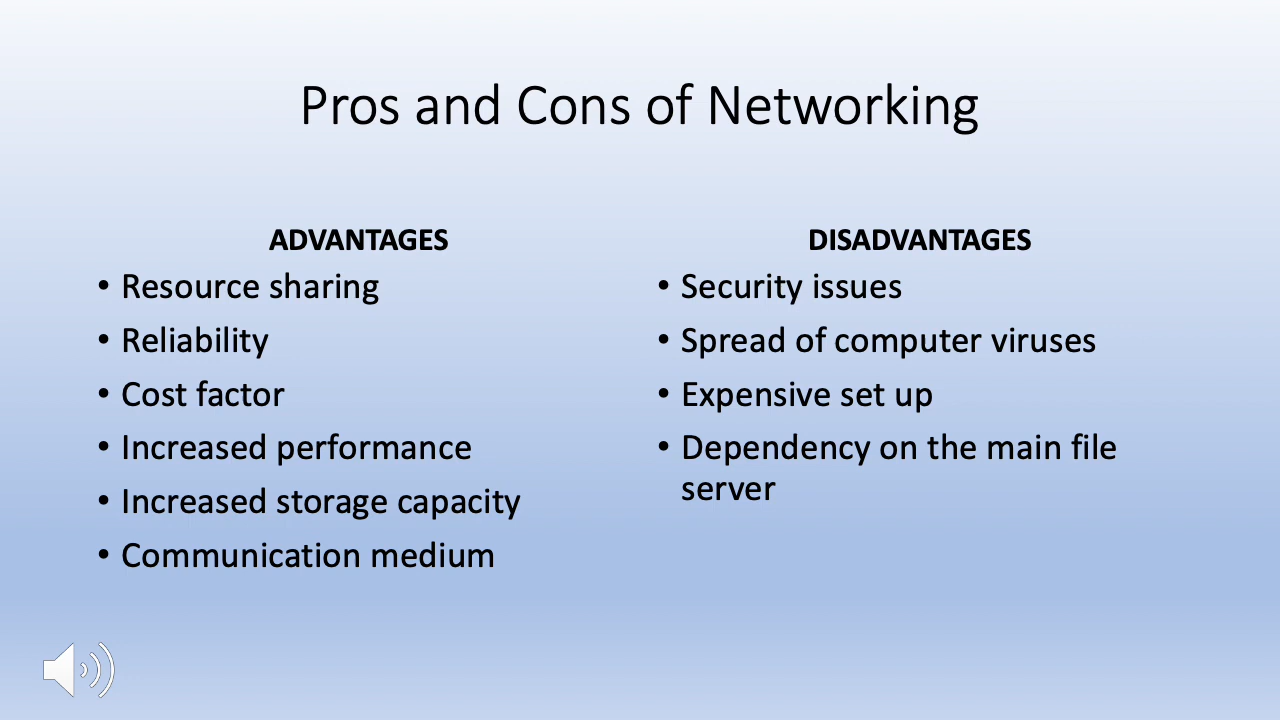 Pros and Cons of Networking
ADVANTAGES
• Resource sharing
• Reliability
• Cost factor
• Increased performance
• Increased storage capacity
• Communication medium
DISADVANTAGES
• Security issues
• Spread of computer viruses
• Expensive set up
• Dependency on the main file
server